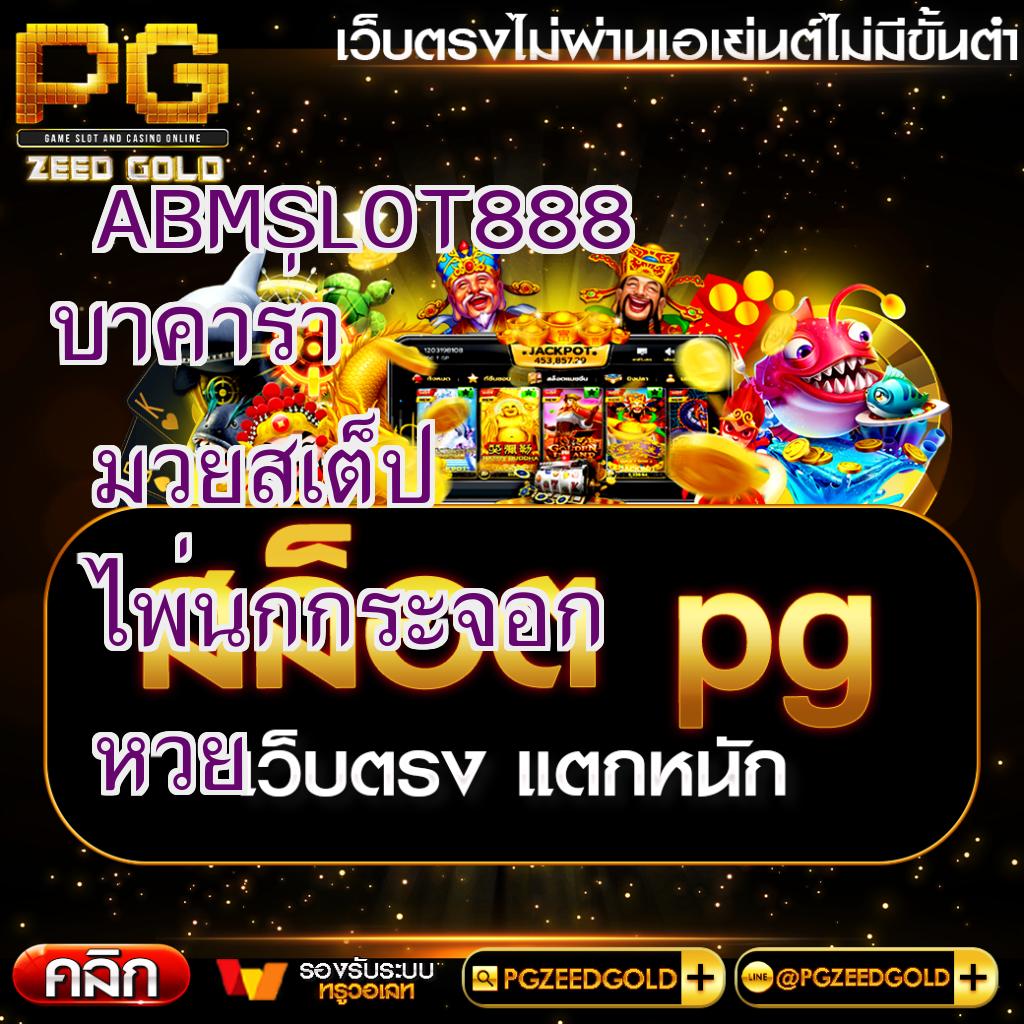 เว็บตรงไม่ผ่านเอเย่นต์ไม่มีขั้นต่ำ
PG
GAME SLOT AND CASINO ONLINE
ZEED GOLD
ABMSLOT888
บาคาร่า
JACKPOT
453,857.29
มวยสเต็ป
สล็อต pg
ไพ่นกกระจอก
หวย
เว็บตรง แตกหนัก
คลิก
รองรับระบบ
ทรูวอเลท
PGZEEDGOLD
LINE
@PGZEEDGOLD